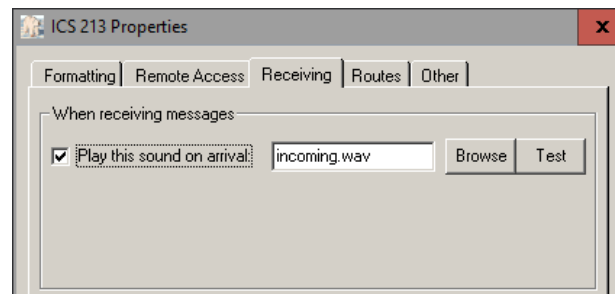 ICS 213 Properties
x
Formatting Remote Access Receiving Routes Other
When receiving messages
Play this sound on arrival: incoming.wav Browse Test